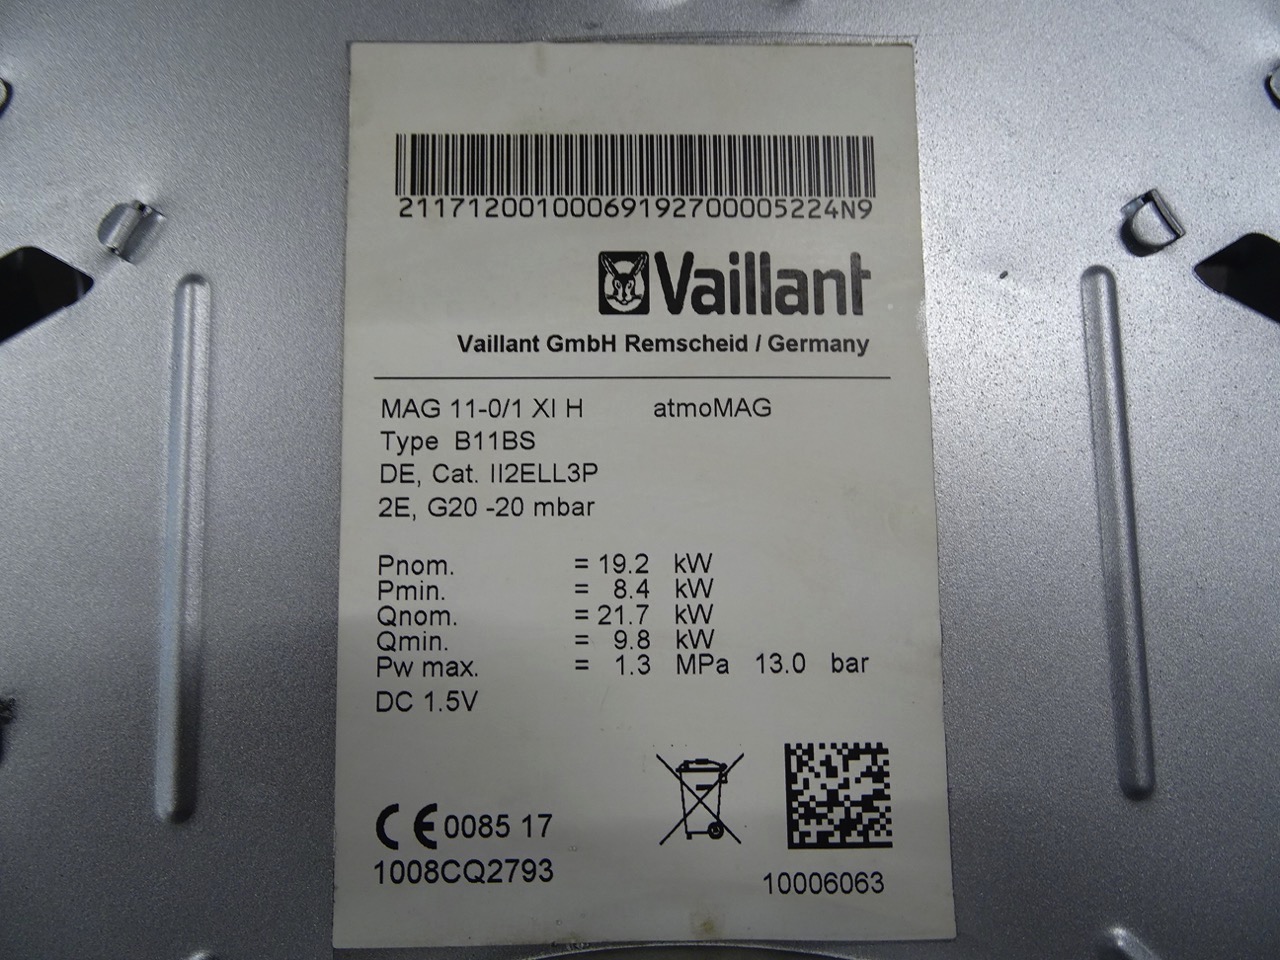 21171200100069192700005224N9
Vaillant
Vaillant GmbH Remscheid / Germany
MAG 11-0/1 XI H atmoMAG
Type B11BS
DE, Cat. II2ELL3P
2E, G20 -20 mbar
Pnom. = 19.2 kW
Pmin. = 8.4 kW
Qnom. = 21.7 kW
Qmin. = 9.8 kW
Pw max. = 1.3 MPa 13.0 bar
DC 1.5V
CE 0085 17
1008CQ2793
10006063